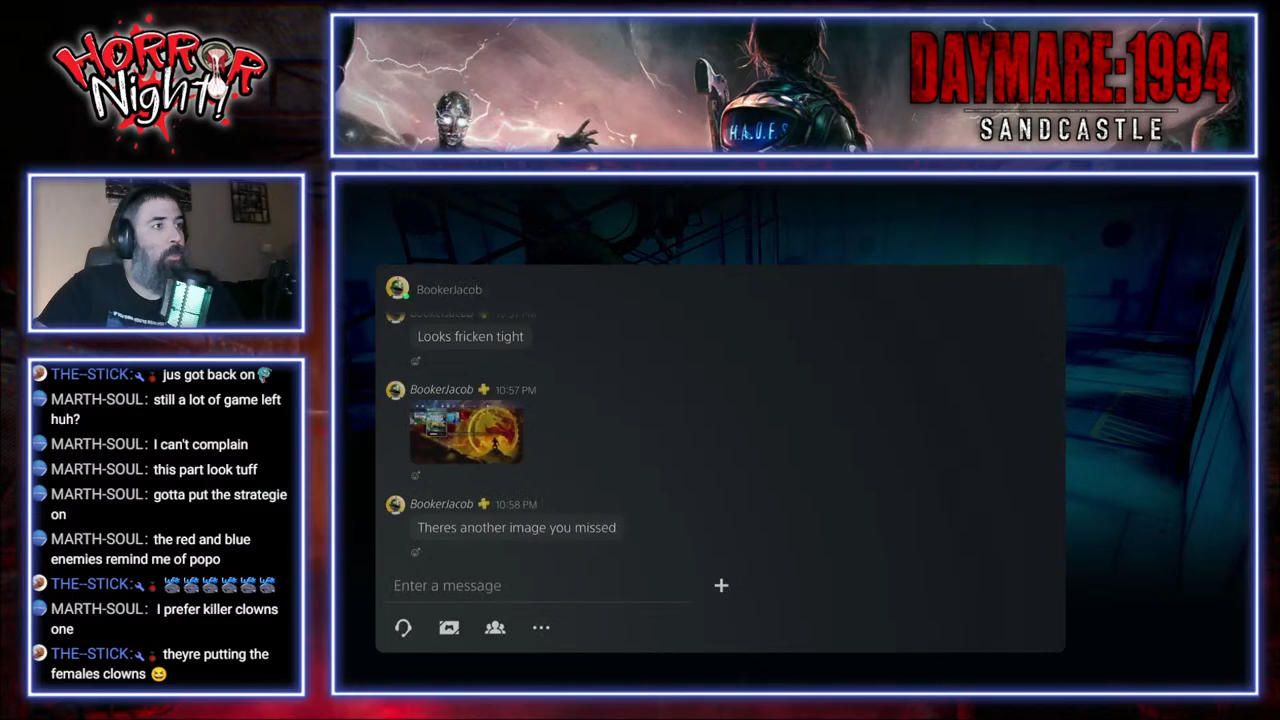 HORROR
Night!
DAYMARE:1994
SANDCASTLE
H.A.D.E.S
BookerJacob
BookerJacob 10:57 PM
Looks fricken tight
BookerJacob 10:57 PM
BookerJacob 10:58 PM
Theres another image you missed
Enter a message
THE--STICK: jus got back on
MARTH-SOUL: still a lot of game left
huh?
MARTH-SOUL: I can't complain
MARTH-SOUL: this part look tuff
MARTH-SOUL: gotta put the strategie
on
MARTH-SOUL: the red and blue
enemies remind me of popo
THE--STICK:
MARTH-SOUL: I prefer killer clowns
one
THE--STICK: theyre putting the
females clowns